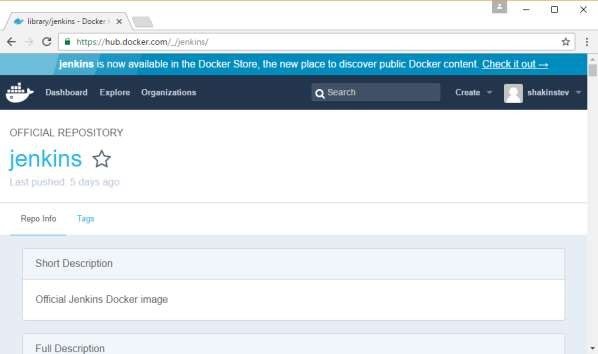 library/jenkins - Docker
https://hub.docker.com/_/jenkins/
jenkins is now available in the Docker Store, the new place to discover public Docker content. Check it out →
Dashboard Explore Organizations Search Create shakinstev
OFFICIAL REPOSITORY
jenkins
Last pushed: 5 days ago
Repo Info Tags
Short Description
Official Jenkins Docker image
Full Description